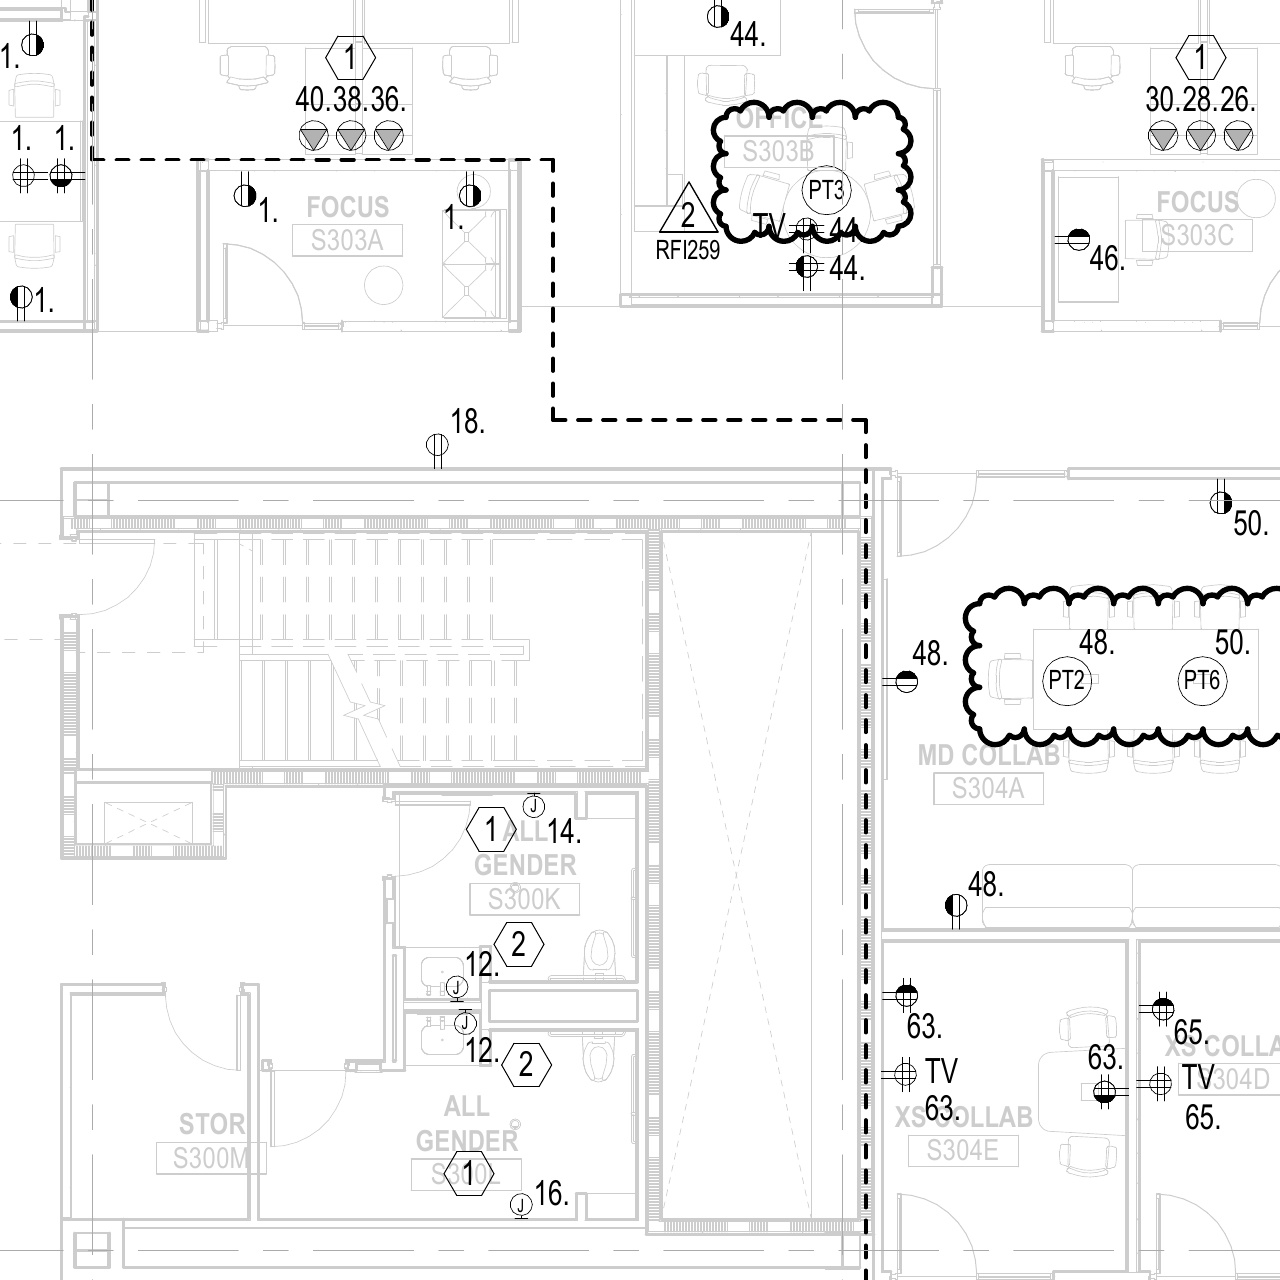 44.
1.
1
1
40.38.36.
30.28.26.
OFFICE
S303B
1. 1.
PT3
1.
1.
FOCUS
S303A
2
RFI259
TV
44.
44.
FOCUS
S303C
46.
1.
18.
50.
48.
48.
50.
PT2
PT6
MD COLLAB
S304A
J
14.
1
ALL
GENDER
S300K
48.
2
12.
J
J
12.
2
63.
65.
TV
63.
63.
TV
65.
XS COLLA
S304D
XS COLLAB
S304E
STOR
S300M
ALL
GENDER
S300L
1
J
16.